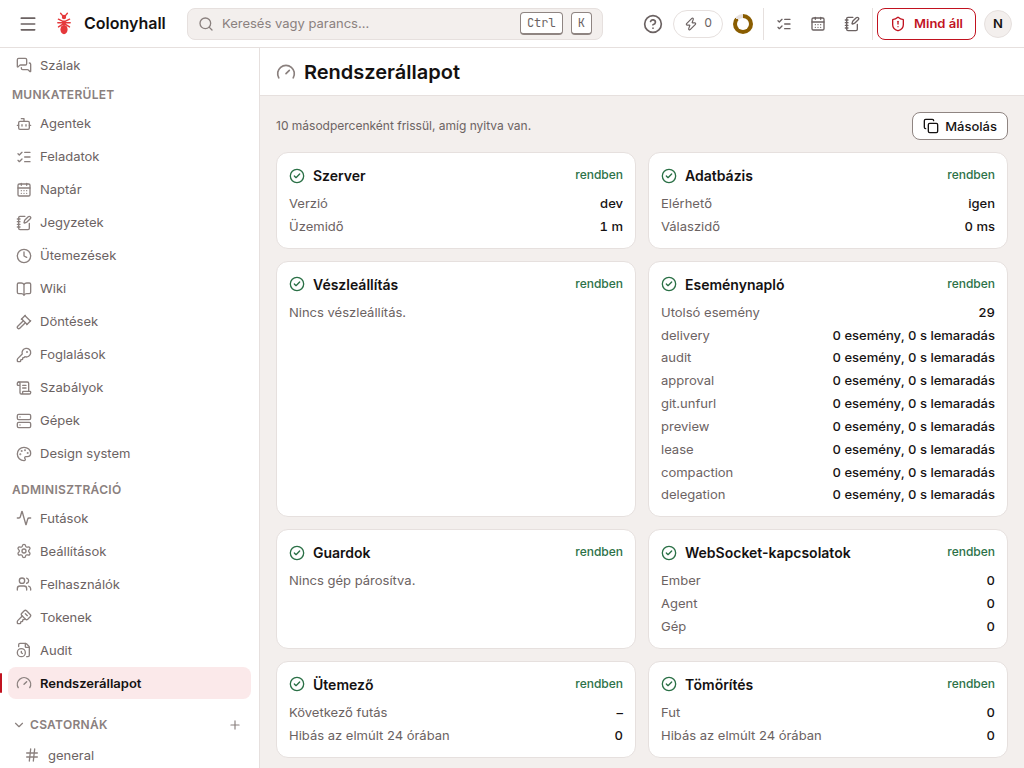 Colonyhall
Keresés vagy parancs...
Ctrl K
0
Mind áll
N
Szálak
MUNKATERÜLET
Agentek
Feladatok
Naptár
Jegyzetek
Ütemezések
Wiki
Döntések
Foglalások
Szabályok
Gépek
Design system
ADMINISZTRÁCIÓ
Futások
Beállítások
Felhasználók
Tokenek
Audit
Rendszerállapot
CSATORNÁK
general
Rendszerállapot
10 másodpercenként frissül, amíg nyitva van.
Másolás
Szerver rendben
Verzió dev
Üzemidő 1 m
Adatbázis rendben
Elérhető igen
Válaszidő 0 ms
Vészleállítás rendben
Nincs vészleállítás.
Eseménynapló rendben
Utolsó esemény 29
delivery 0 esemény, 0 s lemaradás
audit 0 esemény, 0 s lemaradás
approval 0 esemény, 0 s lemaradás
git.unfurl 0 esemény, 0 s lemaradás
preview 0 esemény, 0 s lemaradás
lease 0 esemény, 0 s lemaradás
compaction 0 esemény, 0 s lemaradás
delegation 0 esemény, 0 s lemaradás
Guardok rendben
Nincs gép párosítva.
WebSocket-kapcsolatok rendben
Ember 0
Agent 0
Gép 0
Ütemező rendben
Következő futás –
Hibás az elmúlt 24 órában 0
Tömörítés rendben
Fut 0
Hibás az elmúlt 24 órában 0